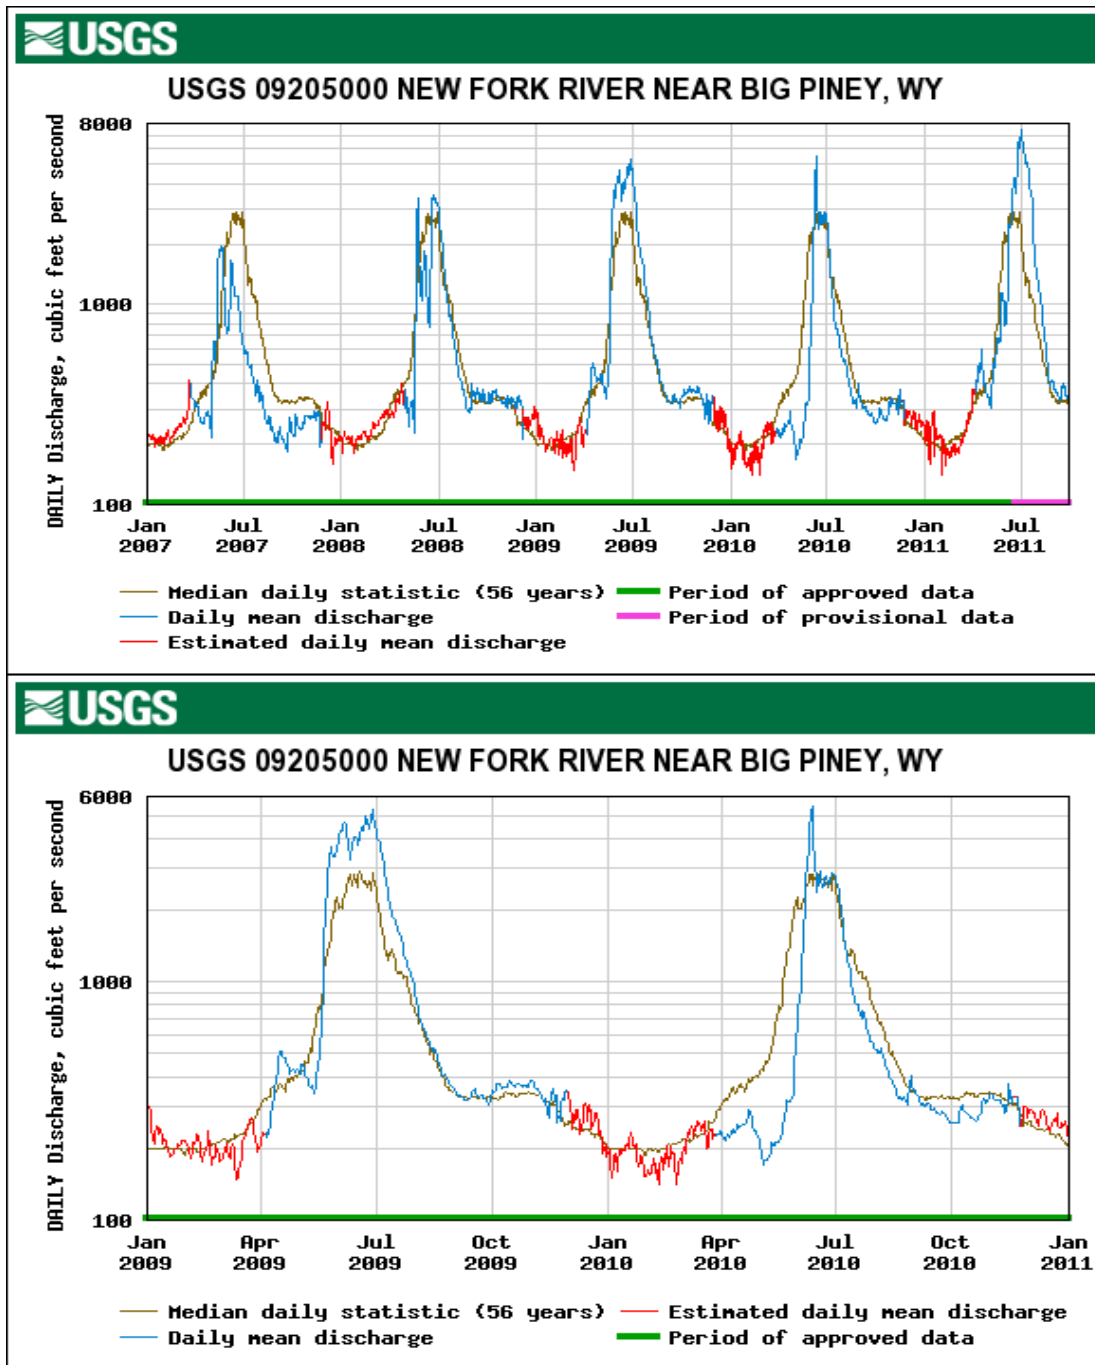 USGS
USGS 09205000 NEW FORK RIVER NEAR BIG PINEY, WY
DAILY Discharge, cubic feet per second
8000
1000
100
Jan Jul Jan Jul Jan Jul Jan Jul Jan Jul
2007 2007 2008 2008 2009 2009 2010 2010 2011 2011
Median daily statistic (56 years) Period of approved data
Daily mean discharge Period of provisional data
Estimated daily mean discharge
USGS
USGS 09205000 NEW FORK RIVER NEAR BIG PINEY, WY
DAILY Discharge, cubic feet per second
6000
1000
100
Jan Apr Jul Oct Jan Apr Jul Oct Jan
2009 2009 2009 2009 2010 2010 2010 2010 2011
Median daily statistic (56 years) Estimated daily mean discharge
Daily mean discharge Period of approved data